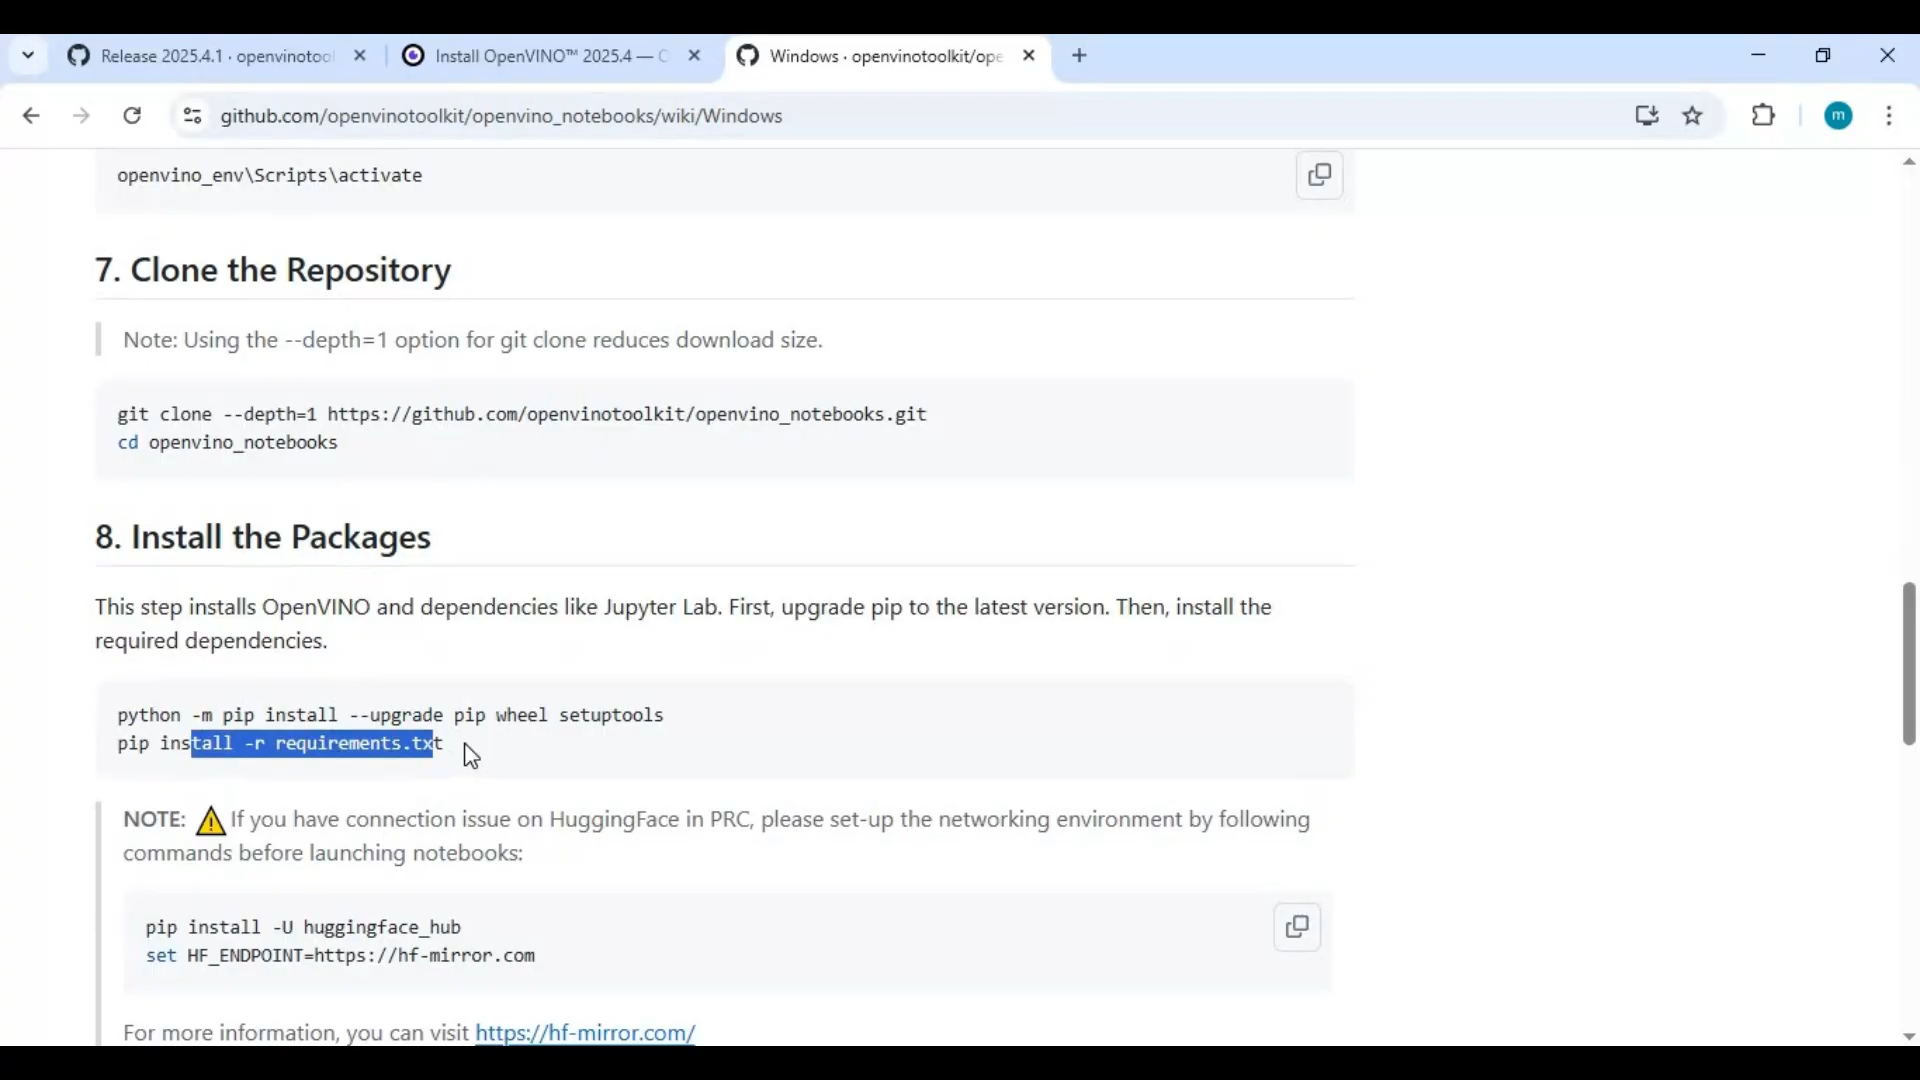 Release 2025.4.1 · openvinotool
Install OpenVINO™ 2025.4 —
Windows · openvinotoolkit/ope
github.com/openvinotoolkit/openvino_notebooks/wiki/Windows
m
openvino_env\Scripts\activate
7. Clone the Repository
Note: Using the --depth=1 option for git clone reduces download size.
git clone --depth=1 https://github.com/openvinotoolkit/openvino_notebooks.git
cd openvino_notebooks
8. Install the Packages
This step installs OpenVINO and dependencies like Jupyter Lab. First, upgrade pip to the latest version. Then, install the
required dependencies.
python -m pip install --upgrade pip wheel setuptools
pip install -r requirements.txt
NOTE: ⚠ If you have connection issue on HuggingFace in PRC, please set-up the networking environment by following
commands before launching notebooks:
pip install -U huggingface_hub
set HF_ENDPOINT=https://hf-mirror.com
For more information, you can visit https://hf-mirror.com/